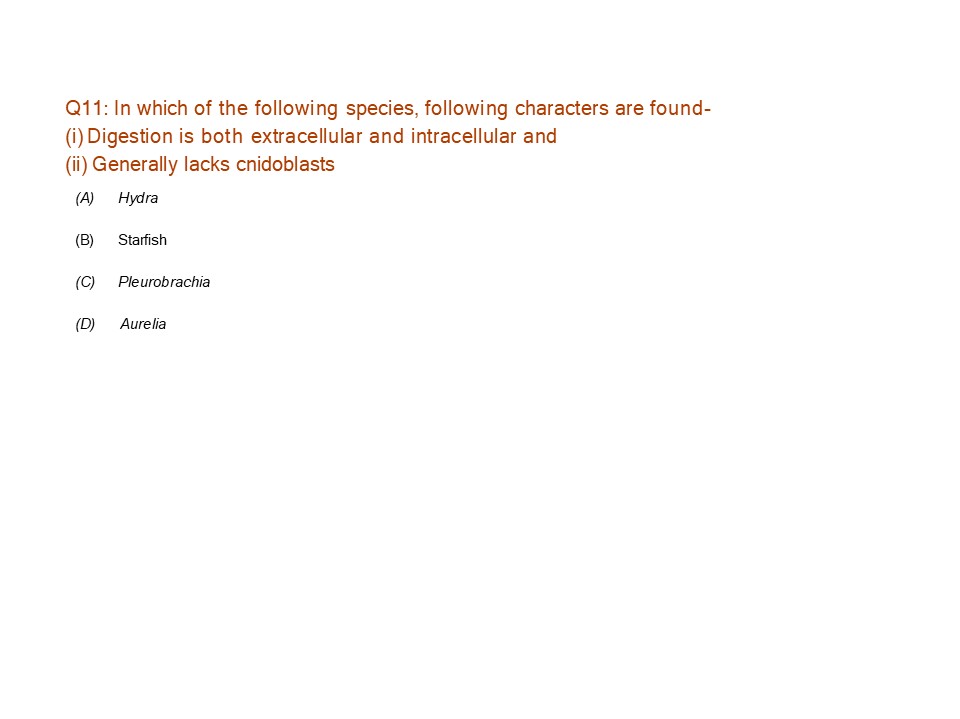 Q11: In which of the following species, following characters are found-
(i) Digestion is both extracellular and intracellular and
(ii) Generally lacks cnidoblasts
(A) Hydra
(B) Starfish
(C) Pleurobrachia
(D) Aurelia